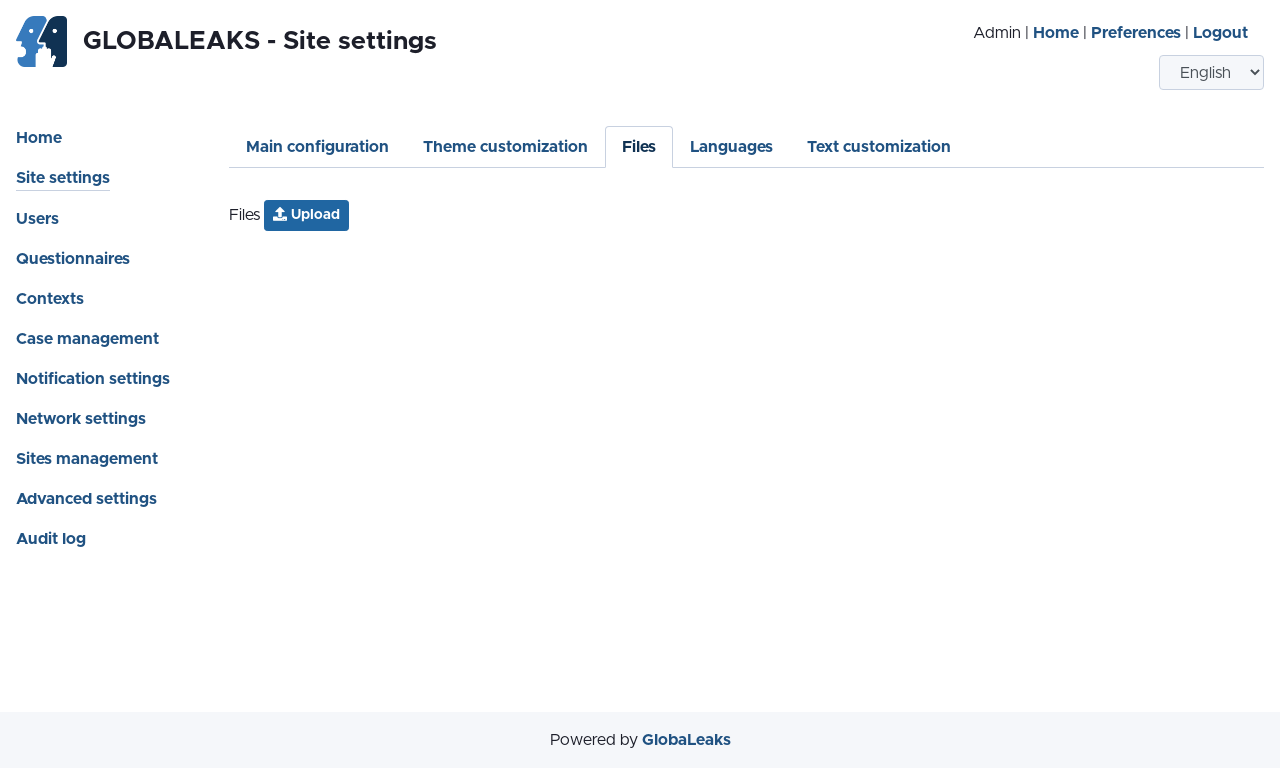 GLOBALEAKS - Site settings
Admin | Home | Preferences | Logout
English
Home
Site settings
Users
Questionnaires
Contexts
Case management
Notification settings
Network settings
Sites management
Advanced settings
Audit log
Main configuration Theme customization Files Languages Text customization
Files Upload
Powered by GlobaLeaks